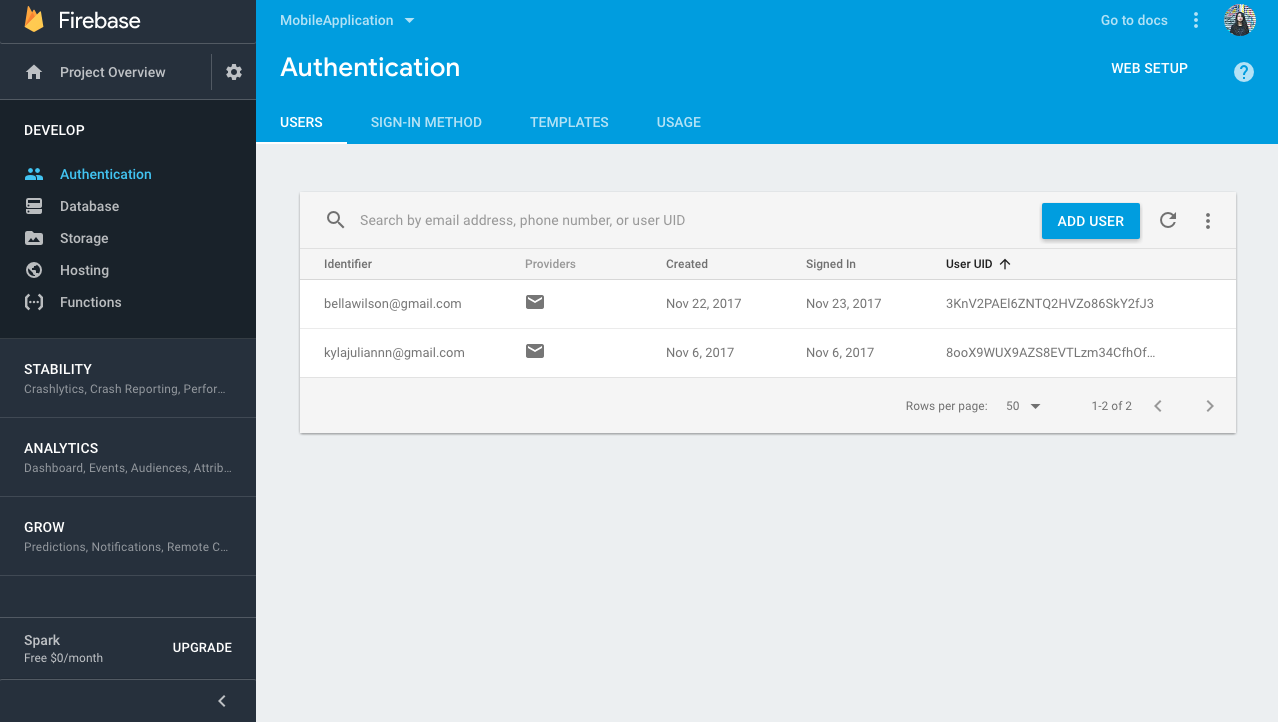 Firebase
Project Overview
DEVELOP
Authentication
Database
Storage
Hosting
Functions
STABILITY
Crashlytics, Crash Reporting, Perfor...
ANALYTICS
Dashboard, Events, Audiences, Attrib...
GROW
Predictions, Notifications, Remote C...
Spark
Free $0/month
UPGRADE
MobileApplication
Go to docs
Authentication
WEB SETUP
USERS SIGN-IN METHOD TEMPLATES USAGE
Search by email address, phone number, or user UID
ADD USER
Identifier Providers Created Signed In User UID
bellawilson@gmail.com Nov 22, 2017 Nov 23, 2017 3KnV2PAEl6ZNTQ2HVZo86SkY2fJ3
kylajuliannn@gmail.com Nov 6, 2017 Nov 6, 2017 8ooX9WUX9AZS8EVTLzm34CfhOf...
Rows per page: 50 1-2 of 2